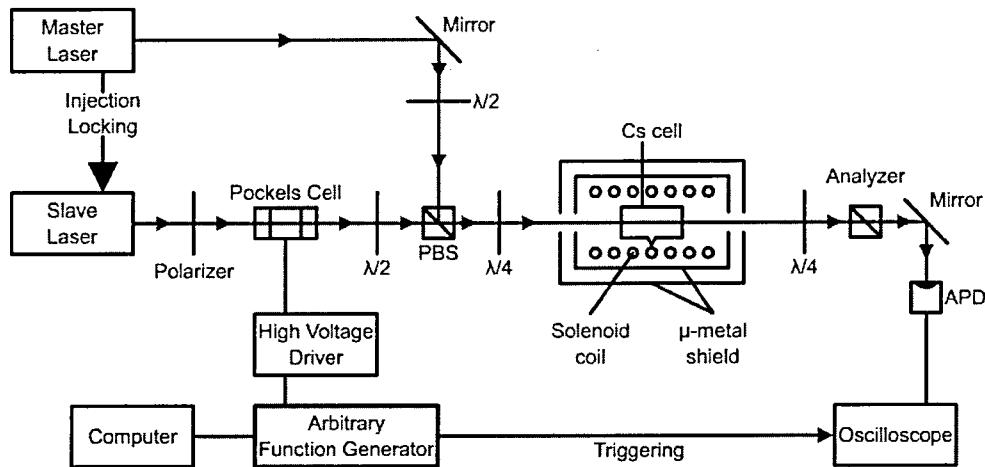 Master
Laser
Mirror
Injection
Locking
λ/2
Cs cell
Pockels Cell
Analyzer
Mirror
Slave
Laser
Polarizer
λ/2
PBS
λ/4
λ/4
APD
High Voltage
Driver
Solenoid
coil
μ-metal
shield
Computer
Arbitrary
Function Generator
Triggering
Oscilloscope